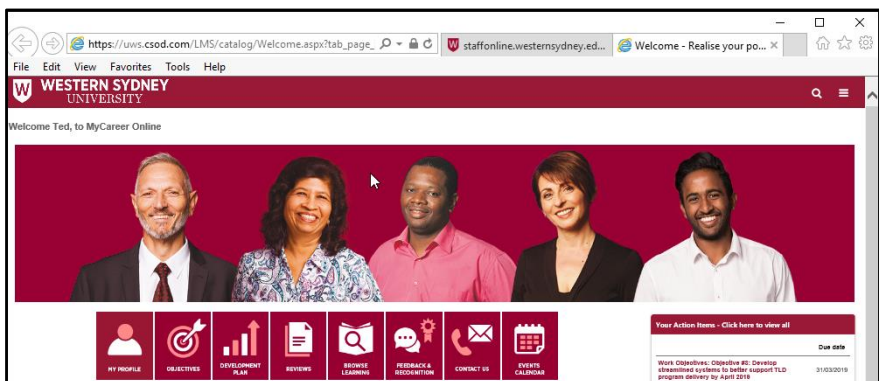 https://uws.csod.com/LMS/catalog/Welcome.aspx?tab_page_
staffonline.westernsydney.ed...
Welcome - Realise your po...
File Edit View Favorites Tools Help
W WESTERN SYDNEY
UNIVERSITY
Welcome Ted, to MyCareer Online
MY PROFILE
OBJECTIVES
DEVELOPMENT
PLAN
REVIEWS
BROWSE
LEARNING
FEEDBACK &
RECOGNITION
CONTACT US
EVENTS
CALENDAR
Your Action Items - Click here to view all
Due date
Work Objectives: Objective #5: Develop
streamlined systems to better support TLD
program delivery by April 2019
31/03/2019